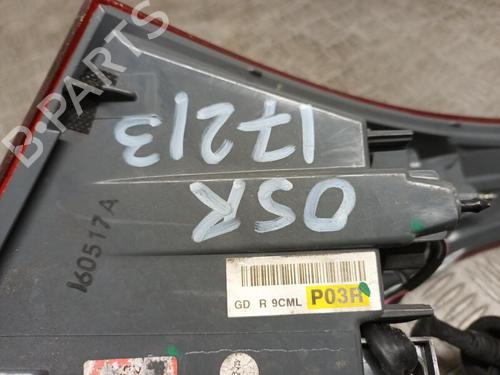 B-PARTS
17213
OSR
160517A
GD R 9CML P03R